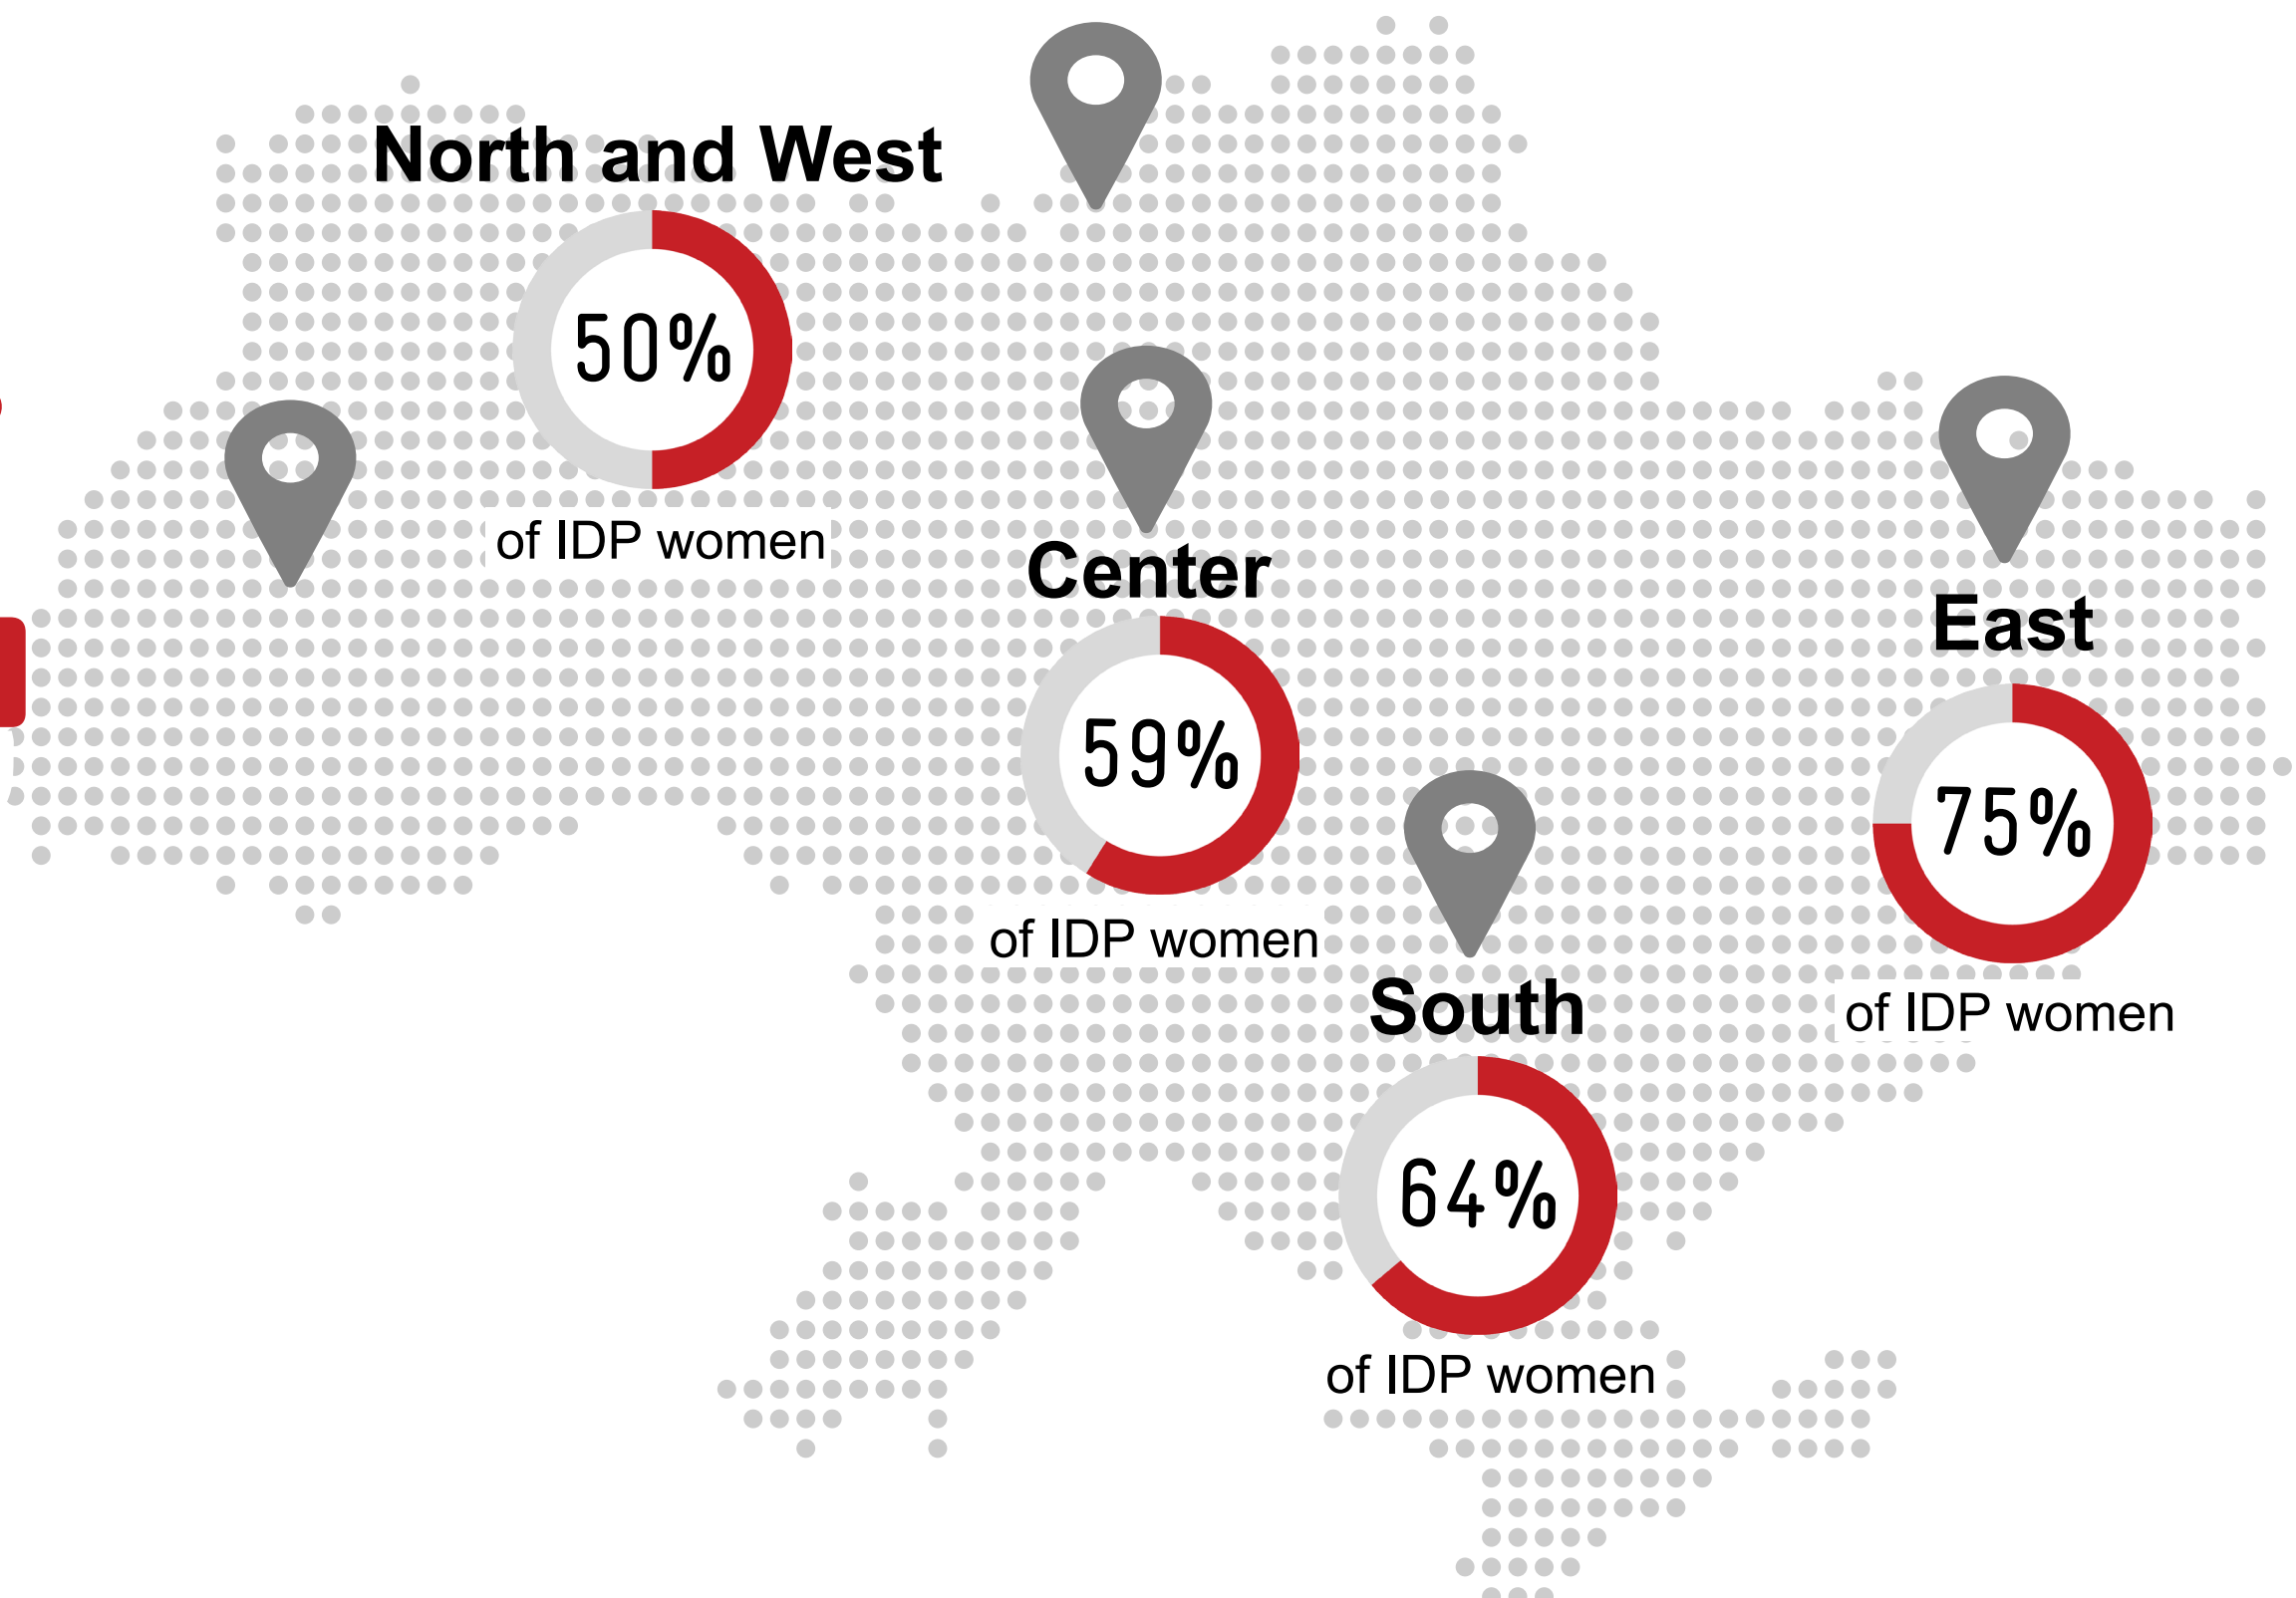 North and West
50%
of IDP women
Center
59%
of IDP women
East
75%
of IDP women
South
64%
of IDP women